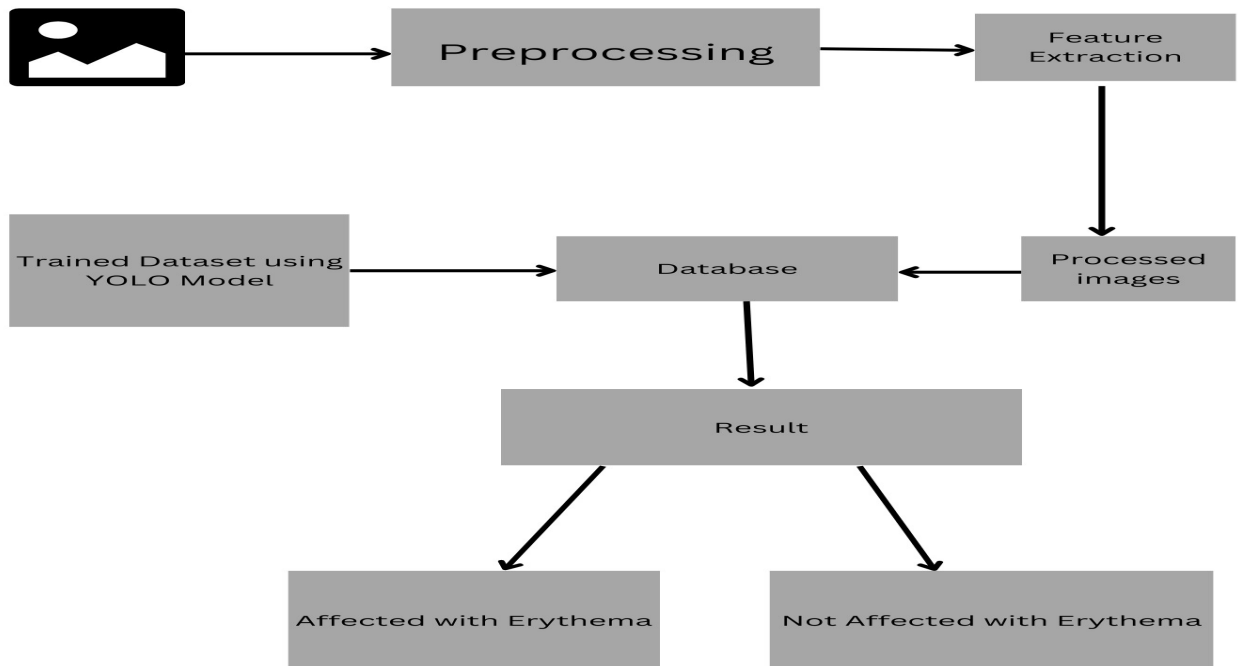 Preprocessing
Feature
Extraction
Trained Dataset using
YOLO Model
Database
Processed
images
Result
Affected with Erythema
Not Affected with Erythema